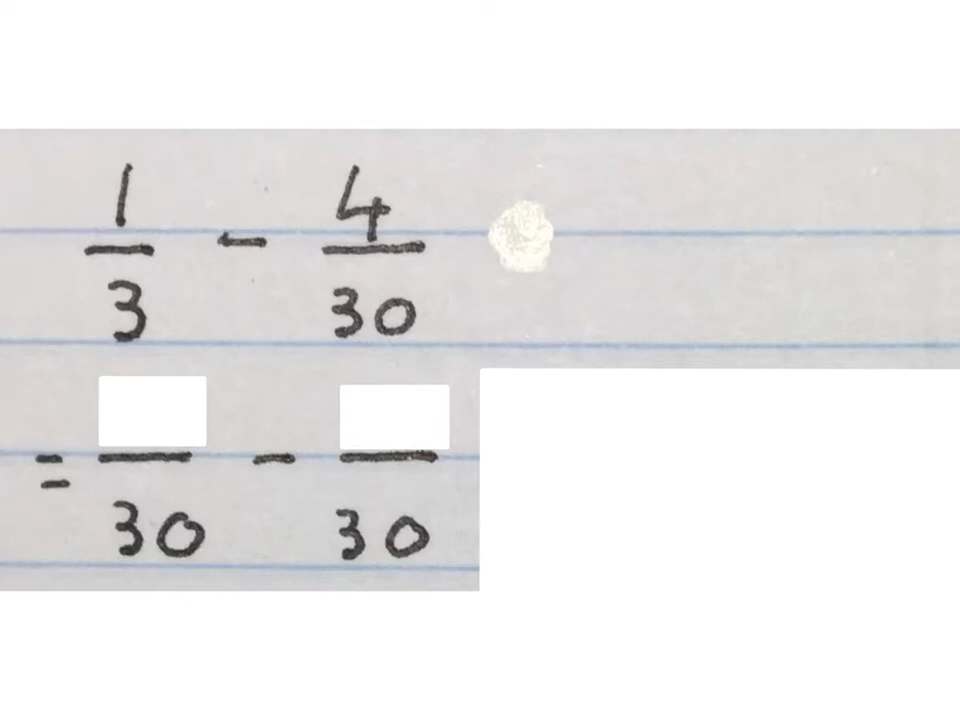 1/3 - 4/30
= /30 - /30